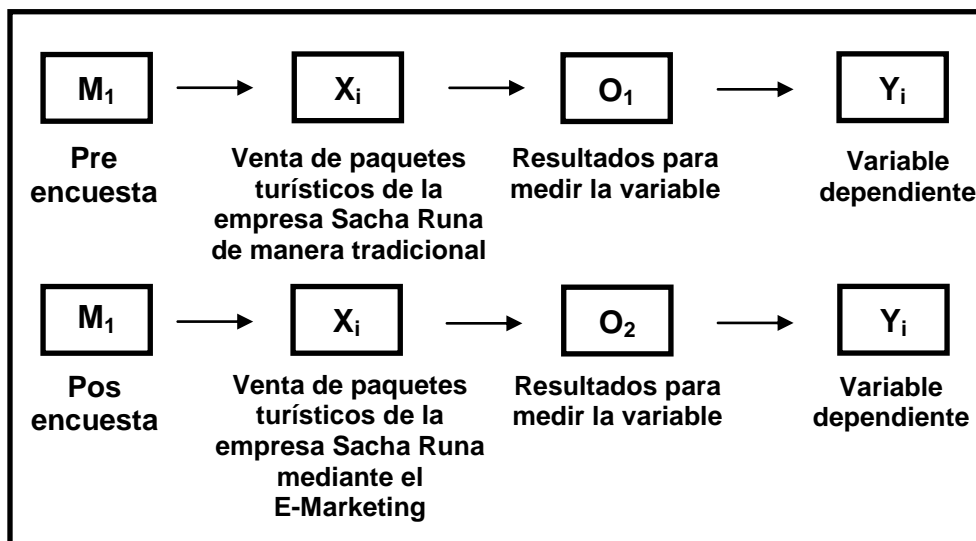 M₁ Xᵢ O₁ Yᵢ
Pre
encuesta
Venta de paquetes
turísticos de la
empresa Sacha Runa
de manera tradicional
Resultados para
medir la variable
Variable
dependiente
M₁ Xᵢ O₂ Yᵢ
Pos
encuesta
Venta de paquetes
turísticos de la
empresa Sacha Runa
mediante el
E-Marketing
Resultados para
medir la variable
Variable
dependiente